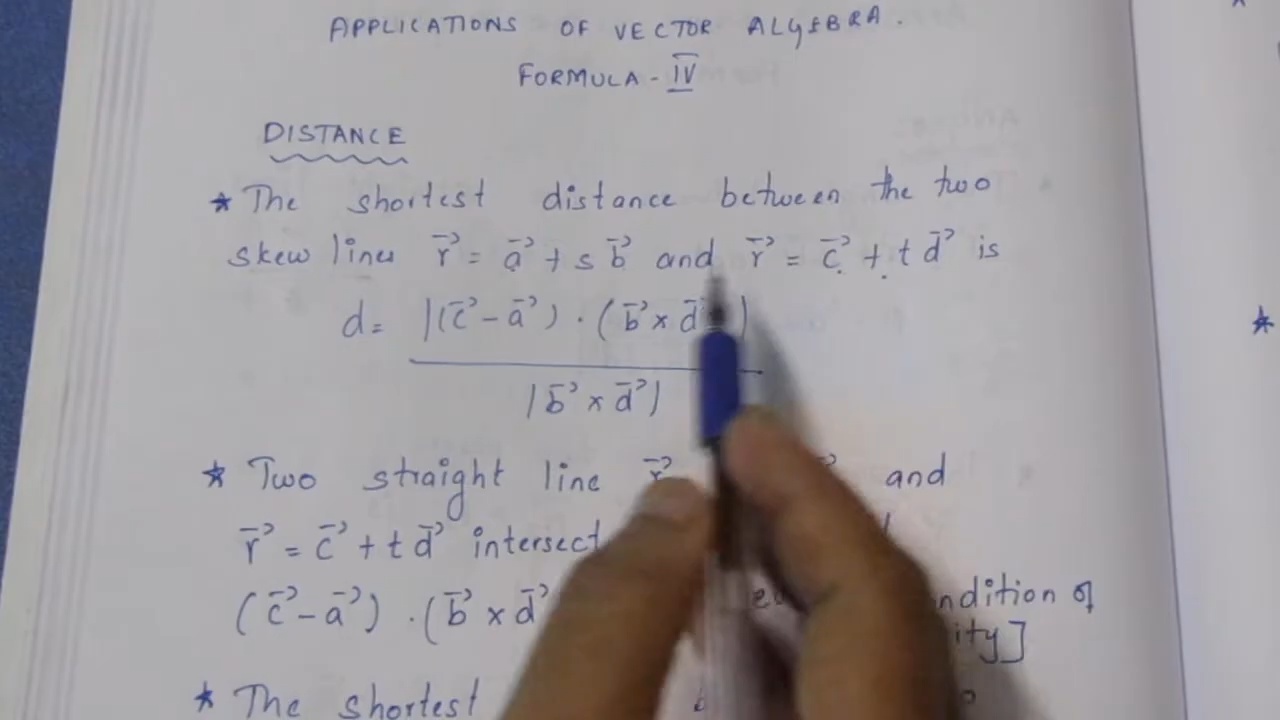 APPLICATIONS OF VECTOR ALGEBRA.
FORMULA - IV
DISTANCE
* The shortest distance between the two
skew lines r⃗ = a⃗ + s b⃗ and r⃗ = c⃗ + t d⃗ is
d = |(c⃗ - a⃗) · (b⃗ × d⃗)|
|b⃗ × d⃗|
* Two straight line r⃗ and
r⃗ = c⃗ + t d⃗ intersect
(c⃗ - a⃗) · (b⃗ × d⃗ of
* The shortest